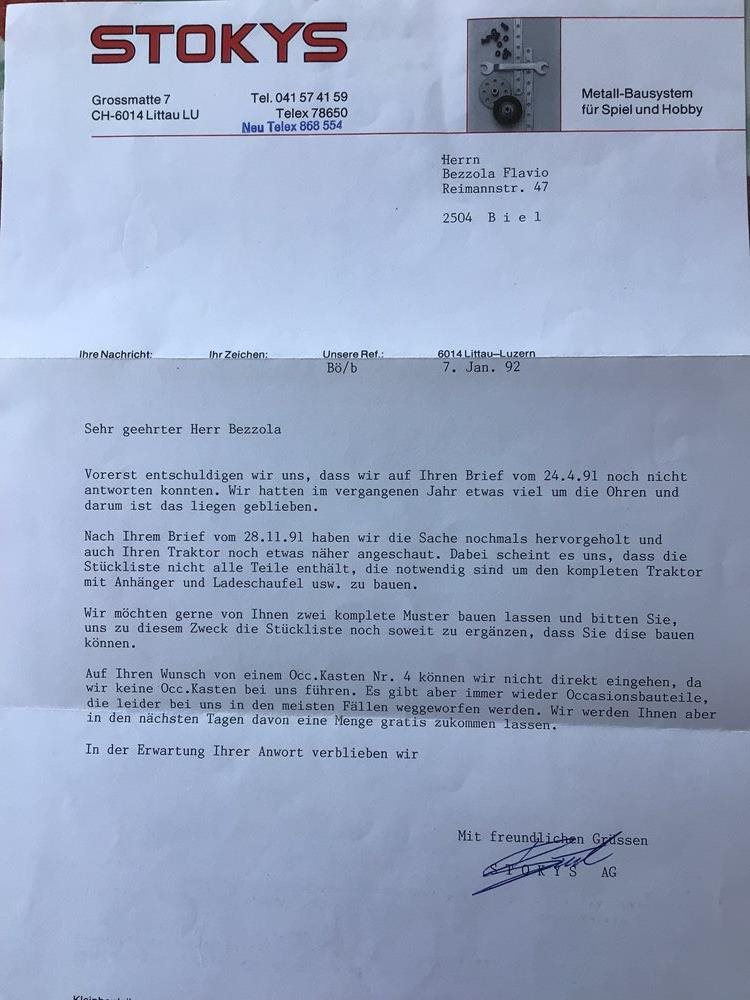 STOKYS
Grossmatte 7
CH-6014 Littau LU
Tel. 041 57 41 59
Telex 78650
Neu Telex 868 554
Metall-Bausystem
für Spiel und Hobby
Herrn
Bezzola Flavio
Reimannstr. 47
2504 B i e l
Ihre Nachricht: Ihr Zeichen: Unsere Ref.: 6014 Littau–Luzern
Bö/b 7. Jan. 92
Sehr geehrter Herr Bezzola
Vorerst entschuldigen wir uns, dass wir auf Ihren Brief vom 24.4.91 noch nicht
antworten konnten. Wir hatten im vergangenen Jahr etwas viel um die Ohren und
darum ist das liegen geblieben.
Nach Ihrem Brief vom 28.11.91 haben wir die Sache nochmals hervorgeholt und
auch Ihren Traktor noch etwas näher angeschaut. Dabei scheint es uns, dass die
Stückliste nicht alle Teile enthält, die notwendig sind um den kompleten Traktor
mit Anhänger und Ladeschaufel usw. zu bauen.
Wir möchten gerne von Ihnen zwei komplete Muster bauen lassen und bitten Sie,
uns zu diesem Zweck die Stückliste noch soweit zu ergänzen, dass Sie dise bauen
können.
Auf Ihren Wunsch von einem Occ.Kasten Nr. 4 können wir nicht direkt eingehen, da
wir keine Occ.Kasten bei uns führen. Es gibt aber immer wieder Occasionsbauteile,
die leider bei uns in den meisten Fällen weggeworfen werden. Wir werden Ihnen aber
in den nächsten Tagen davon eine Menge gratis zukommen lassen.
In der Erwartung Ihrer Anwort verblieben wir
Mit freundlichen Grüssen
S T O K Y S AG